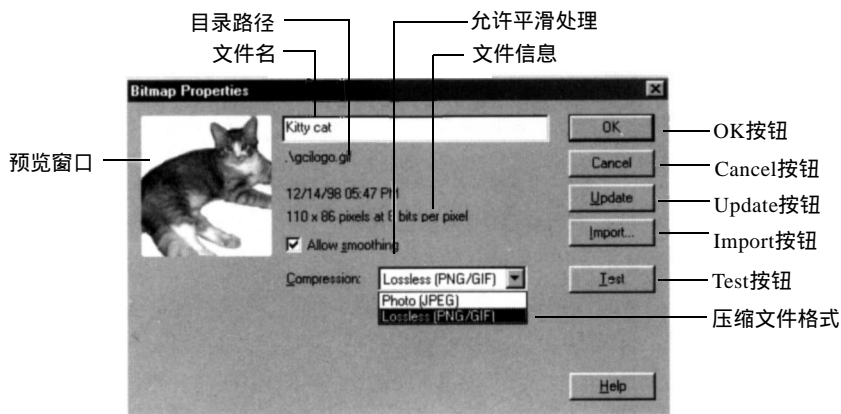 目录路径
允许平滑处理
文件名
文件信息
Bitmap Properties
Kitty cat
OK
OK按钮
预览窗口
.\gcilogo.gif
Cancel
Cancel按钮
12/14/98 05:47 PM
Update
Update按钮
110 x 86 pixels at 8 bits per pixel
Import...
Import按钮
Allow smoothing
Compression:
Lossless (PNG/GIF)
Test
Test按钮
Photo (JPEG)
Lossless (PNG/GIF)
压缩文件格式
Help